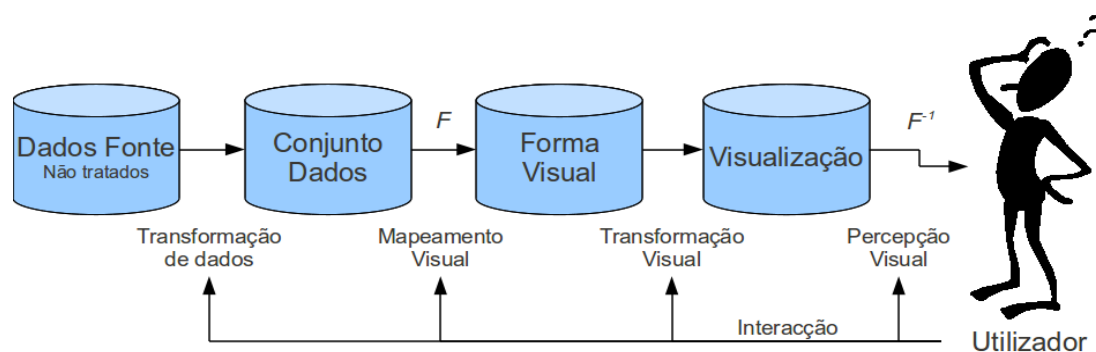 Dados Fonte
Não tratados
Conjunto
Dados
F
Forma
Visual
Visualização
F-1
Transformação
de dados
Mapeamento
Visual
Transformação
Visual
Percepção
Visual
Interacção
Utilizador